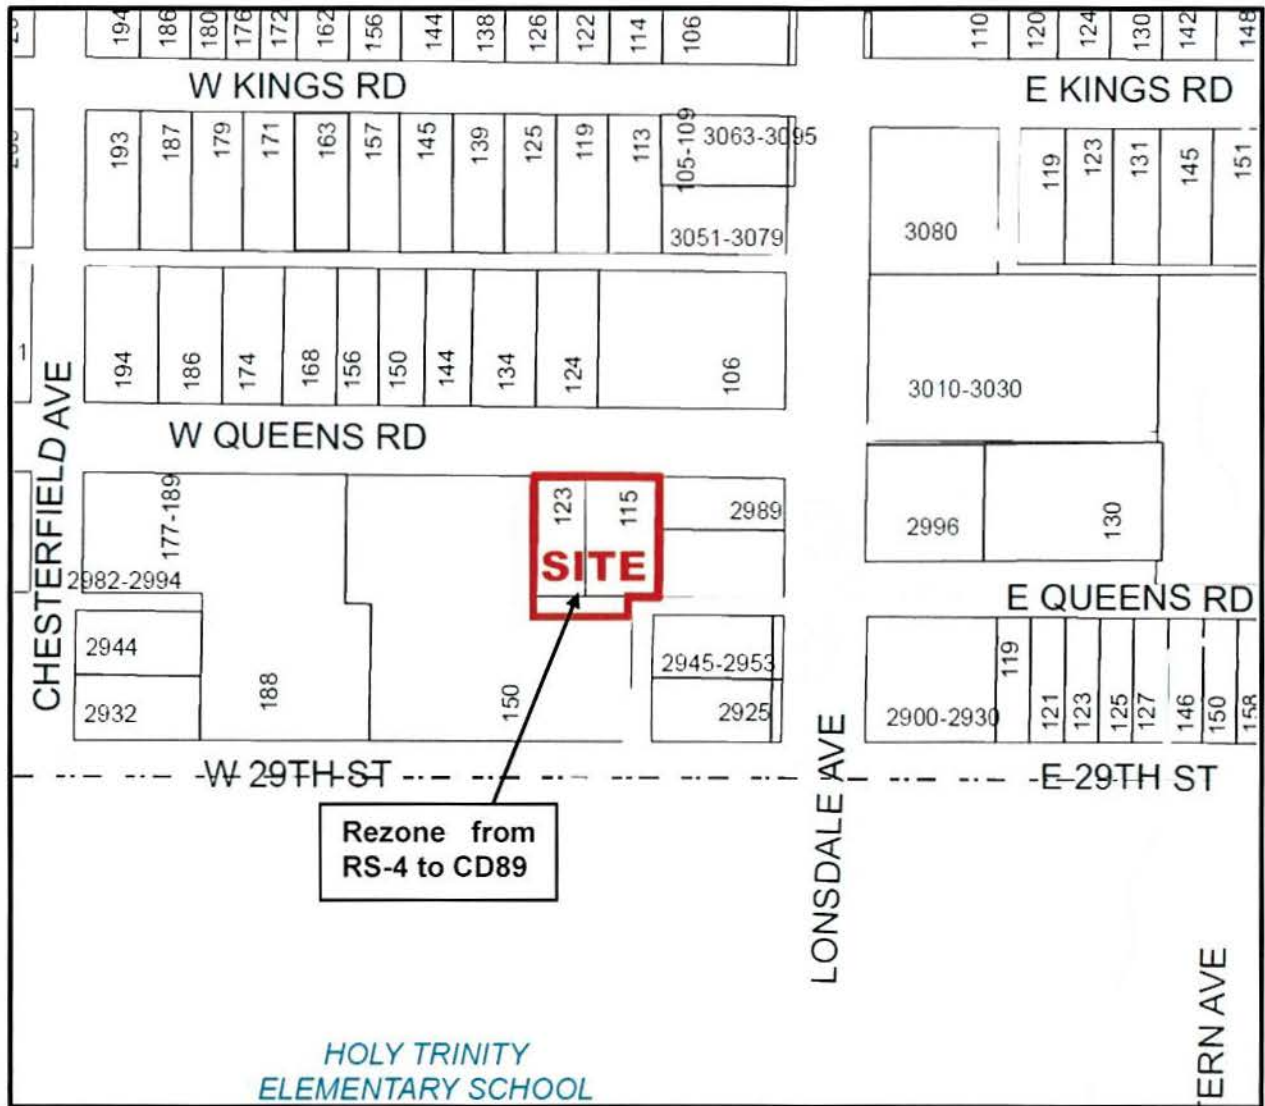 194 186 180 176 172 162 156 144 138 126 122 114 106 110 120 124 130 142 148
W KINGS RD E KINGS RD
193 187 179 171 163 157 145 139 125 119 113 105-109 3063-3095 119 123 131 145 151
3051-3079 3080
1 194 186 174 168 156 150 144 134 124 106 3010-3030
CHESTERFIELD AVE
W QUEENS RD
177-189 123 115 2989 2996 130
SITE
2982-2994
E QUEENS RD
2944 2945-2953 119
2932 188 150 2925 2900-2930 121 123 125 127 146 150 158
W 29TH ST E 29TH ST
LONSDALE AVE
Rezone from
RS-4 to CD89
TERN AVE
HOLY TRINITY
ELEMENTARY SCHOOL